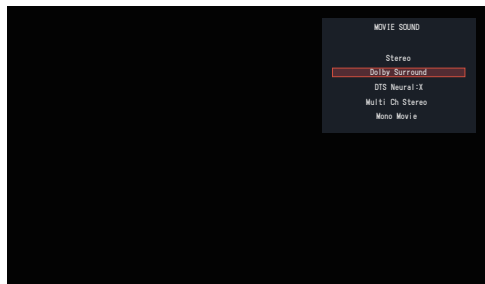 MOVIE SOUND
Stereo
Dolby Surround
DTS Neural:X
Multi Ch Stereo
Mono Movie